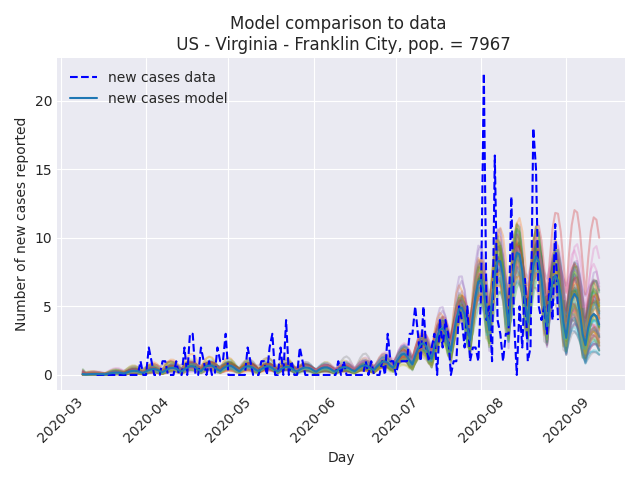 Model comparison to data
US - Virginia - Franklin City, pop. = 7967
new cases data
new cases model
Number of new cases reported
20
15
10
5
0
2020-03
2020-04
2020-05
2020-06
2020-07
2020-08
2020-09
Day